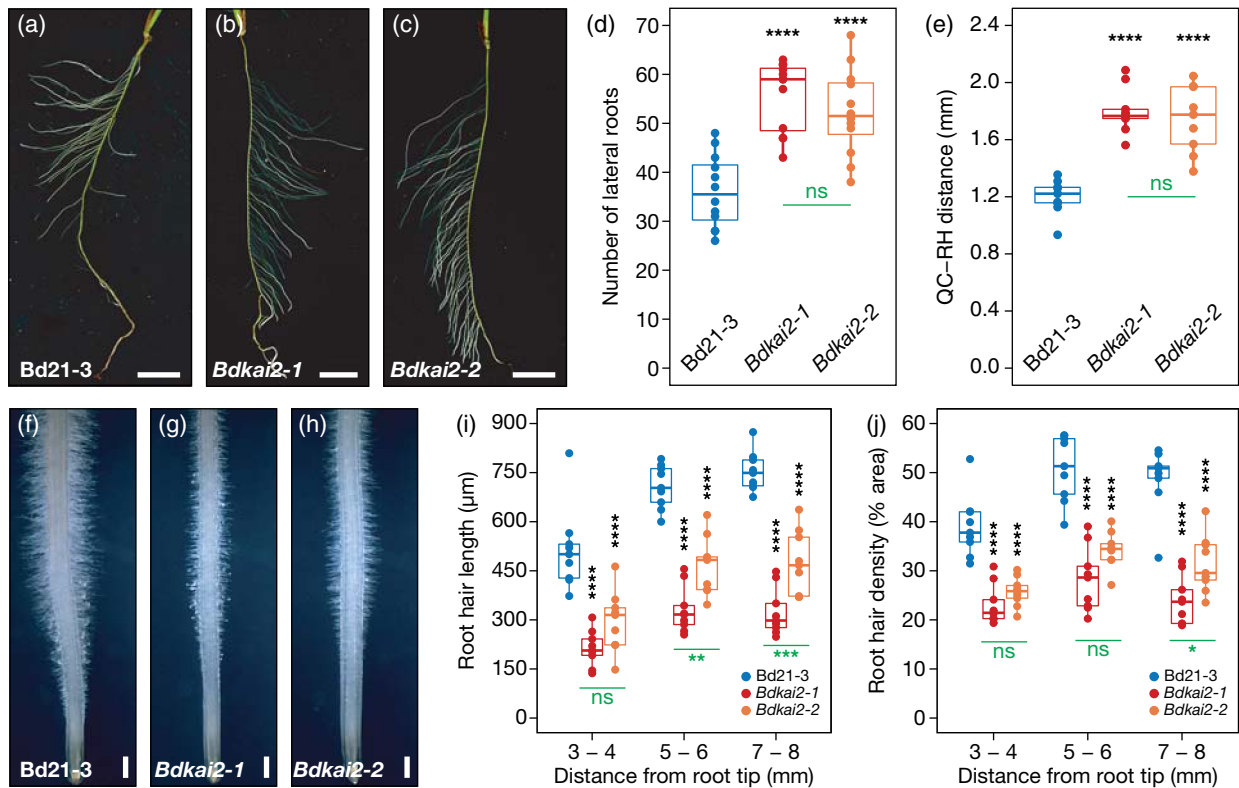 (a)
Bd21-3
(b)
Bdkai2-1
(c)
Bdkai2-2
(d)
Number of lateral roots
70
60
50
40
30
20
10
0
****
****
ns
Bd21-3
Bdkai2-1
Bdkai2-2
(e)
QC–RH distance (mm)
2.4
2.0
1.6
1.2
0.8
0.4
0.0
****
****
ns
Bd21-3
Bdkai2-1
Bdkai2-2
(f)
Bd21-3
(g)
Bdkai2-1
(h)
Bdkai2-2
(i)
Root hair length (µm)
900
750
600
450
300
150
0
****
****
****
****
****
****
ns
**
***
Bd21-3
Bdkai2-1
Bdkai2-2
3 – 4
5 – 6
7 – 8
Distance from root tip (mm)
(j)
Root hair density (% area)
60
50
40
30
20
10
0
****
****
****
****
****
****
ns
ns
*
Bd21-3
Bdkai2-1
Bdkai2-2
3 – 4
5 – 6
7 – 8
Distance from root tip (mm)